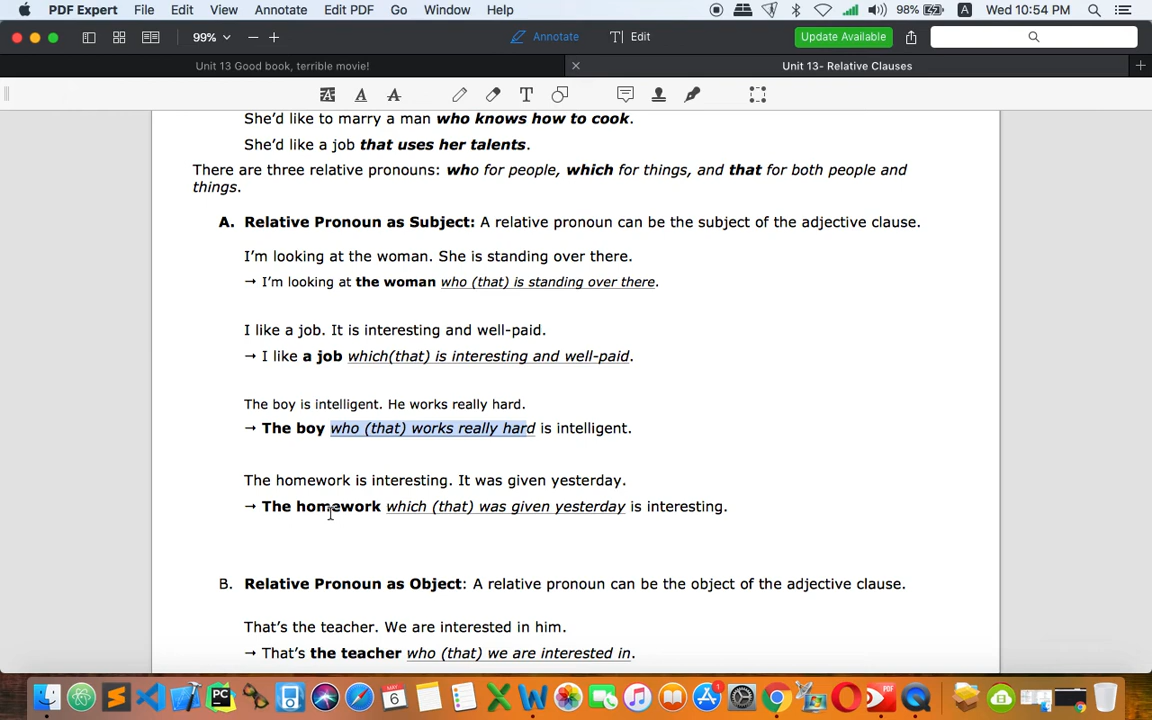 PDF Expert File Edit View Annotate Edit PDF Go Window Help 98% A Wed 10:54 PM
99% Annotate T Edit Update Available
Unit 13 Good book, terrible movie! Unit 13- Relative Clauses
She'd like to marry a man who knows how to cook.
She'd like a job that uses her talents.
There are three relative pronouns: who for people, which for things, and that for both people and
things.
A. Relative Pronoun as Subject: A relative pronoun can be the subject of the adjective clause.
I'm looking at the woman. She is standing over there.
→ I'm looking at the woman who (that) is standing over there.
I like a job. It is interesting and well-paid.
→ I like a job which(that) is interesting and well-paid.
The boy is intelligent. He works really hard.
→ The boy who (that) works really hard is intelligent.
The homework is interesting. It was given yesterday.
→ The homework which (that) was given yesterday is interesting.
B. Relative Pronoun as Object: A relative pronoun can be the object of the adjective clause.
That's the teacher. We are interested in him.
→ That's the teacher who (that) we are interested in.